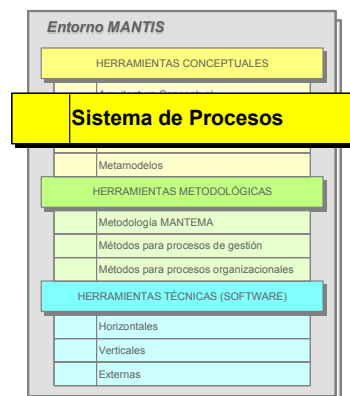 Entorno MANTIS
HERRAMIENTAS CONCEPTUALES
Sistema de Procesos
Metamodelos
HERRAMIENTAS METODOLÓGICAS
Metodología MANTEMA
Métodos para procesos de gestión
Métodos para procesos organizacionales
HERRAMIENTAS TÉCNICAS (SOFTWARE)
Horizontales
Verticales
Externas